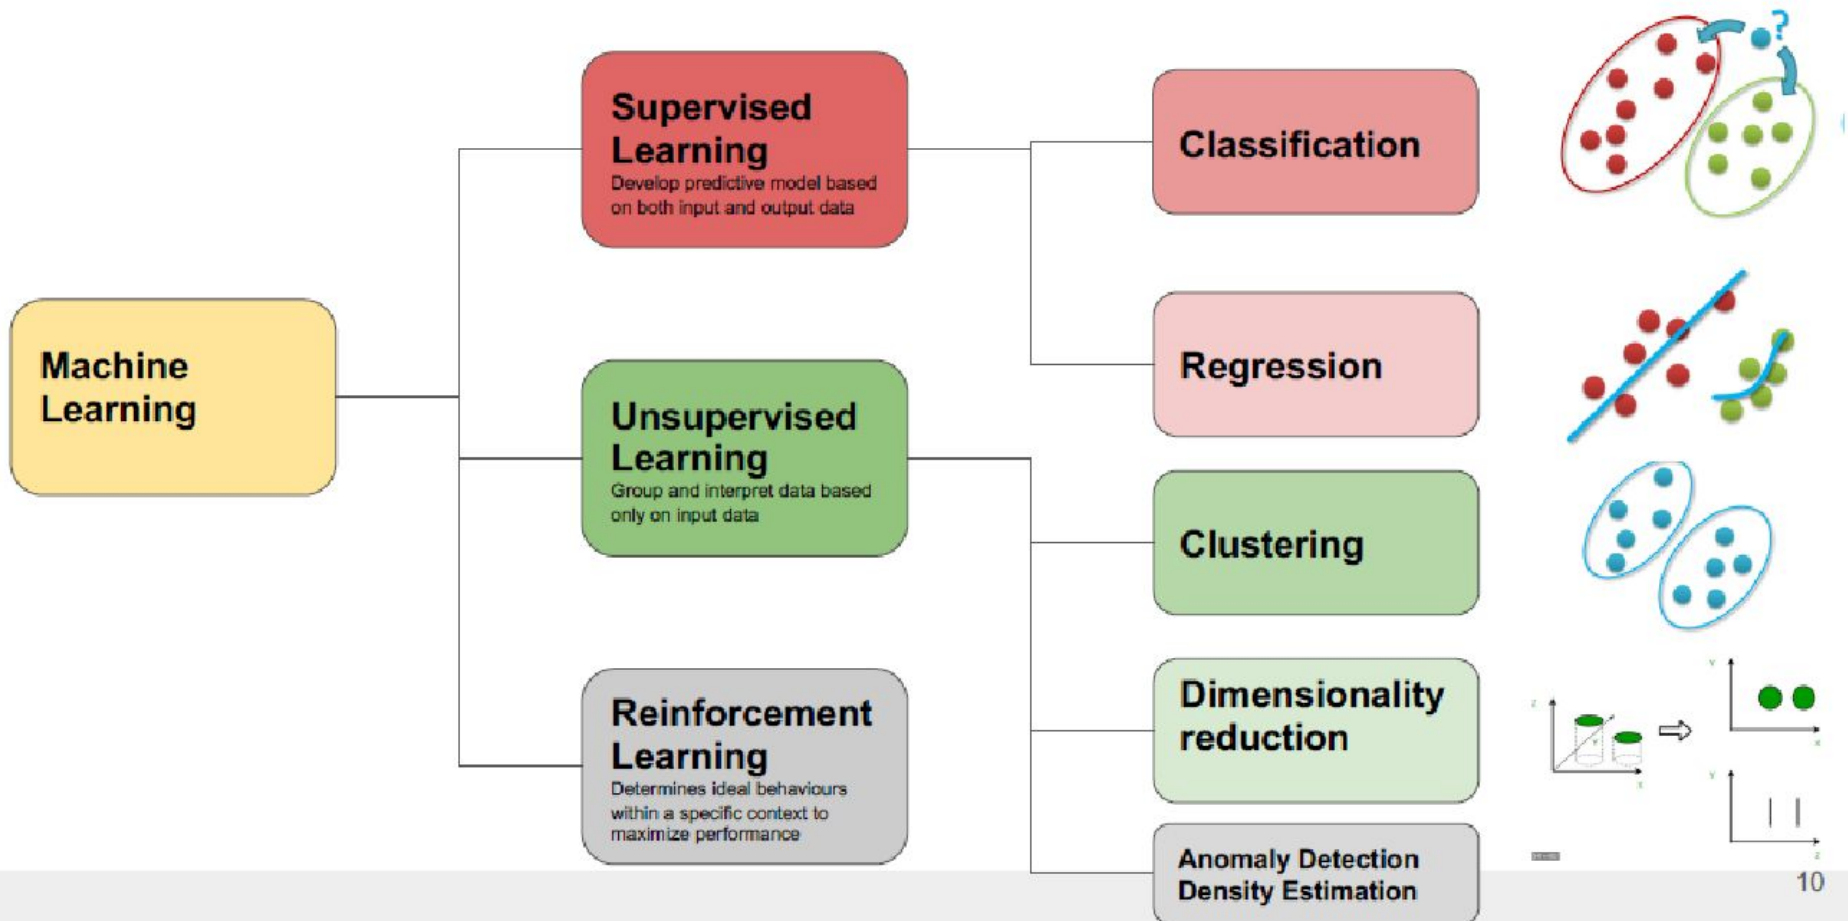 Machine
Learning
Supervised
Learning
Develop predictive model based
on both input and output data
Unsupervised
Learning
Group and interpret data based
only on input data
Reinforcement
Learning
Determines ideal behaviours
within a specific context to
maximize performance
Classification
Regression
Clustering
Dimensionality
reduction
Anomaly Detection
Density Estimation
?
Z
Y
X
Y
X
Y
Z
10